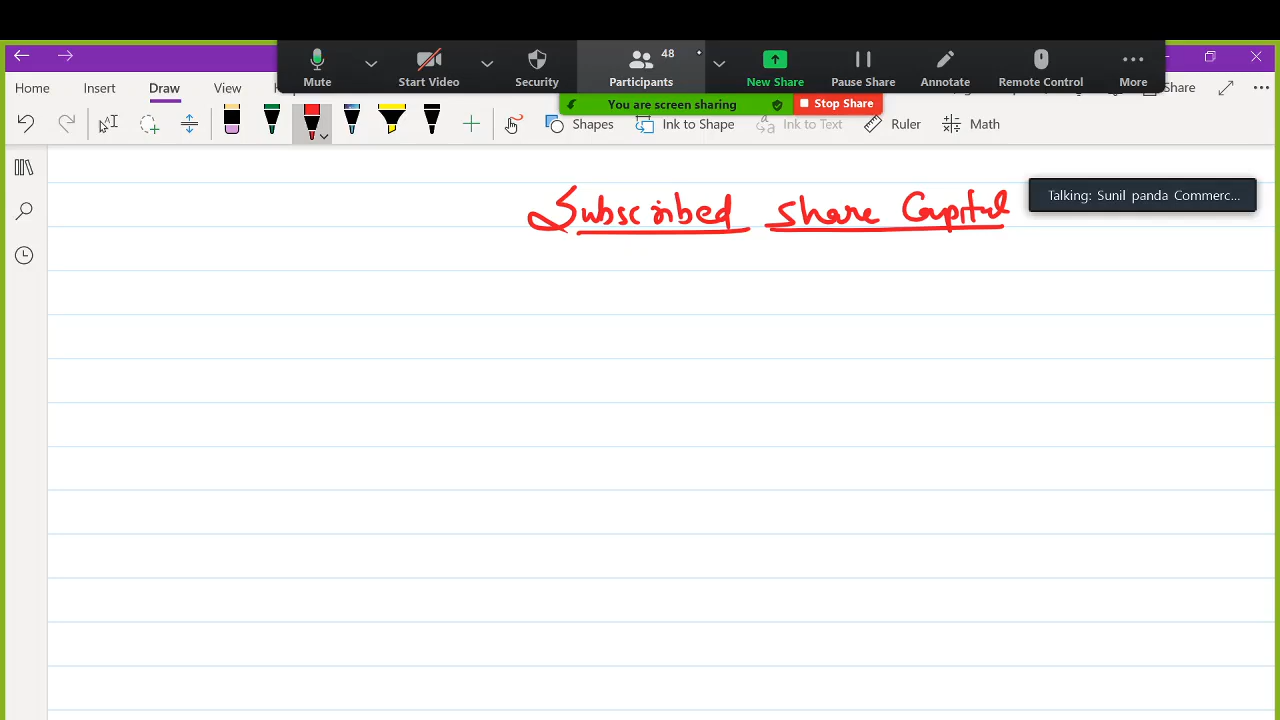 48
Mute
Start Video
Security
Participants
New Share
Pause Share
Annotate
Remote Control
More
Home Insert Draw View
Share
You are screen sharing
Stop Share
Shapes
Ink to Shape
Ink to Text
Ruler
Math
Subscribed Share Capital
Talking: Sunil panda Commerc...